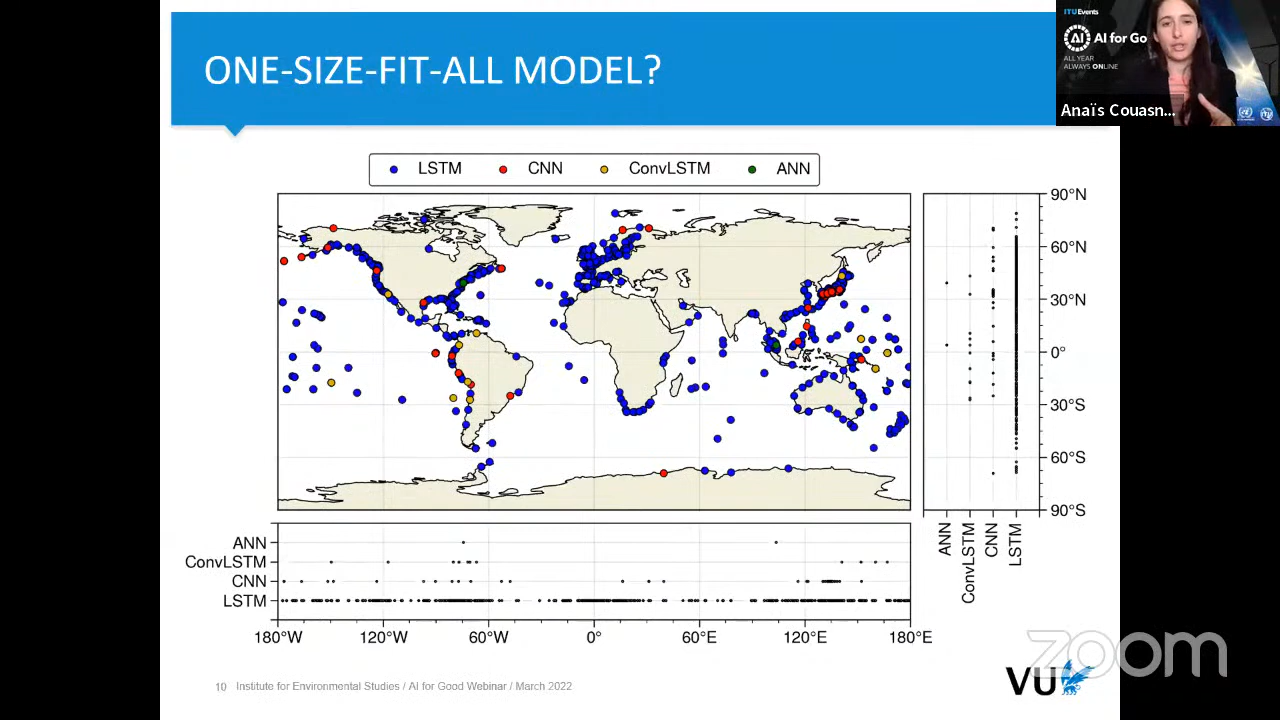 ONE-SIZE-FIT-ALL MODEL?
ITUEvents
AI
AI for Go
ALL YEAR
ALWAYS ONLINE
Anaïs Couasn...
LSTM
CNN
ConvLSTM
ANN
90°N
60°N
30°N
0°
30°S
60°S
90°S
ANN
ConvLSTM
CNN
LSTM
ANN
ConvLSTM
CNN
LSTM
180°W
120°W
60°W
0°
60°E
120°E
180°E
zoom
10 Institute for Environmental Studies / AI for Good Webinar / March 2022
VU